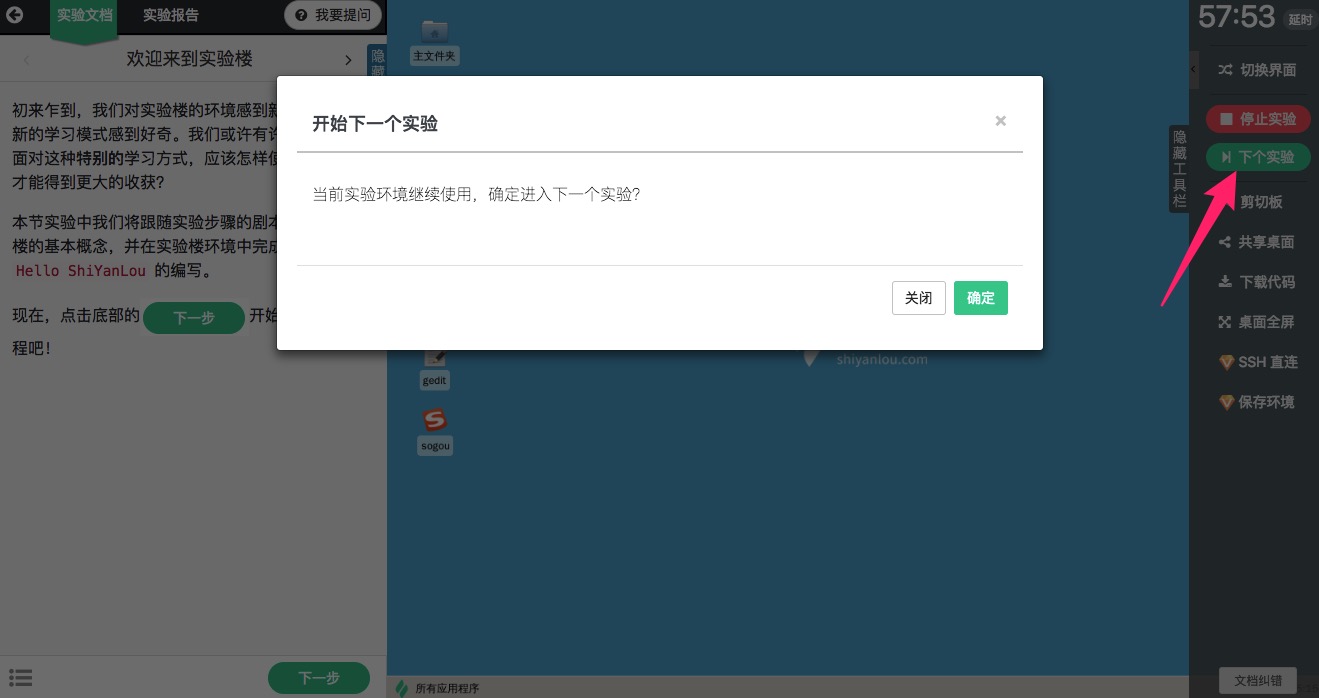 实验文档
实验报告
我要提问
欢迎来到实验楼
隐藏
初来乍到，我们对实验楼的环境感到新
新的学习模式感到好奇。我们或许有许
面对这种特别的学习方式，应该怎样使
才能得到更大的收获？
本节实验中我们将跟随实验步骤的剧本
楼的基本概念，并在实验楼环境中完成
Hello ShiYanLou 的编写。
现在，点击底部的 下一步 开始
程吧！
下一步
主文件夹
开始下一个实验
×
当前实验环境继续使用，确定进入下一个实验？
关闭
确定
shiyanlou.com
gedit
sogou
所有应用程序
隐藏工具栏
57:53
延时
切换界面
停止实验
下个实验
剪切板
共享桌面
下载代码
桌面全屏
SSH 直连
保存环境
文档纠错